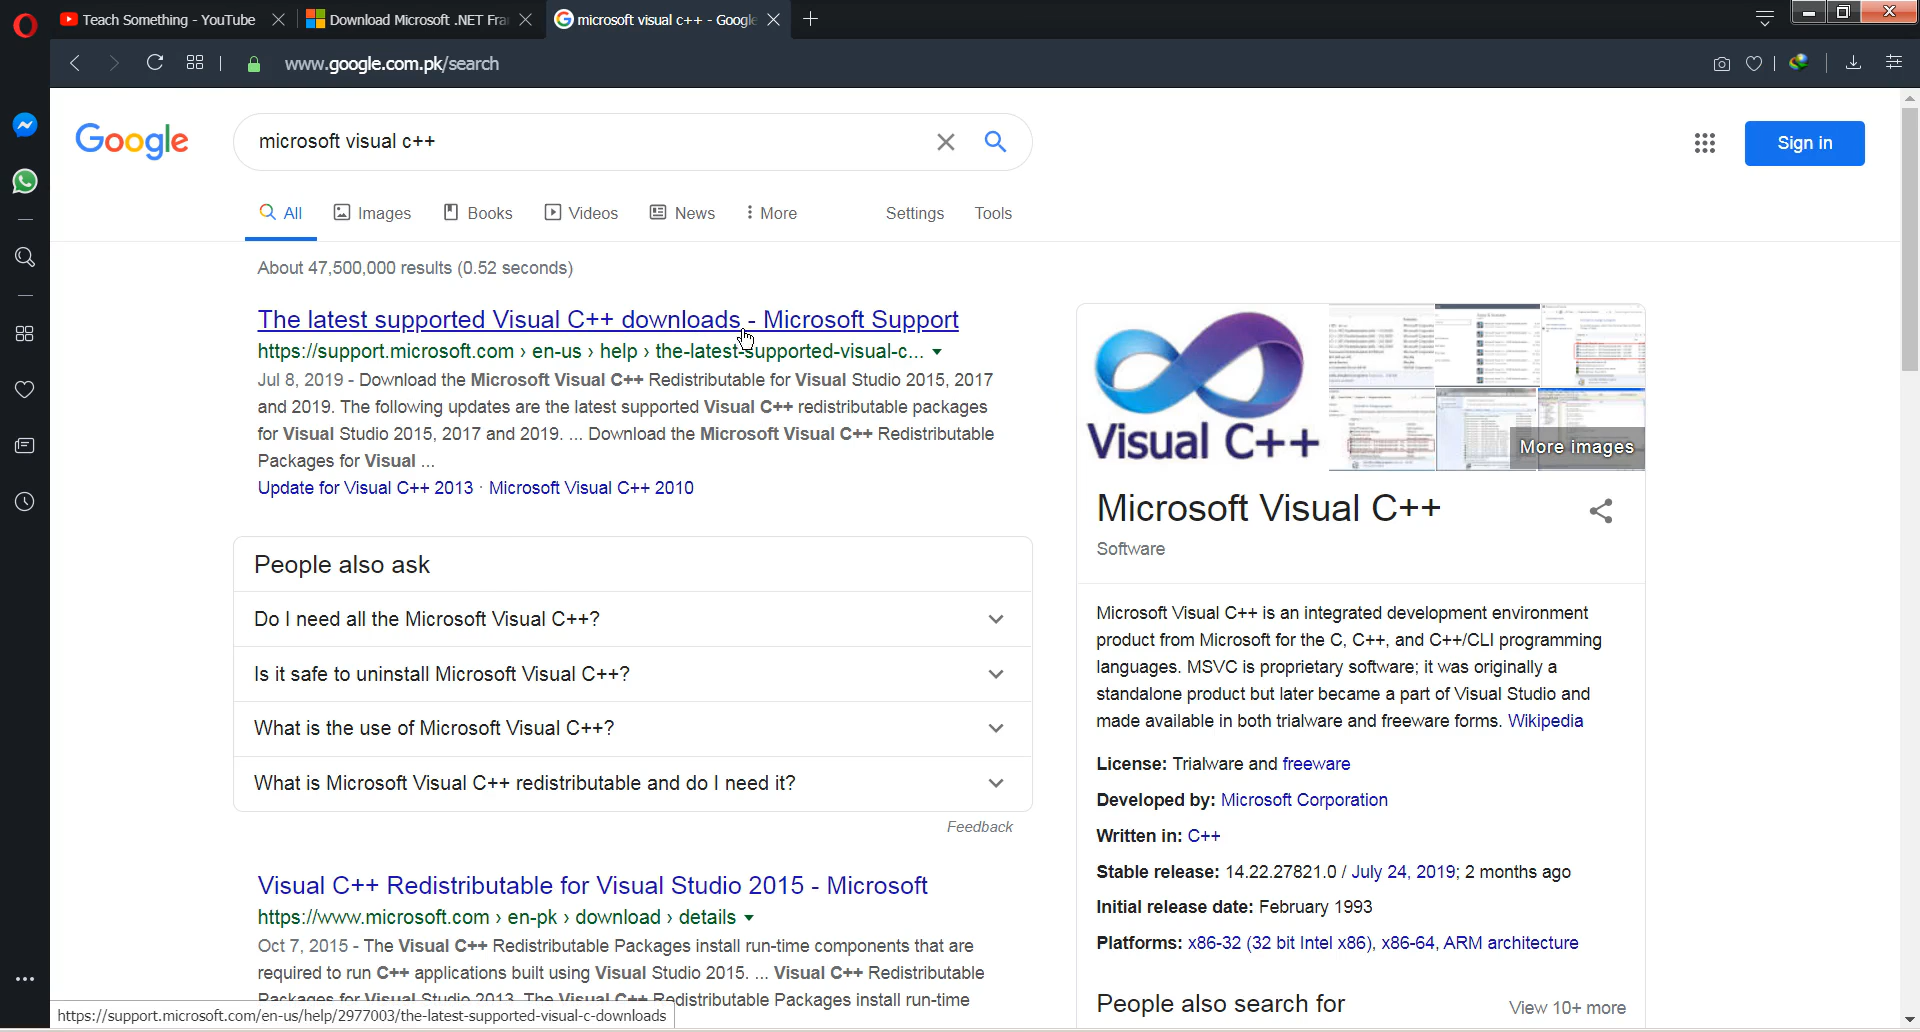 Teach Something - YouTube
Download Microsoft .NET Fra
microsoft visual c++ - Google
www.google.com.pk/search
Google
microsoft visual c++
Sign in
All
Images
Books
Videos
News
More
Settings
Tools
About 47,500,000 results (0.52 seconds)
The latest supported Visual C++ downloads - Microsoft Support
https://support.microsoft.com › en-us › help › the-latest-supported-visual-c...
Jul 8, 2019 - Download the Microsoft Visual C++ Redistributable for Visual Studio 2015, 2017
and 2019. The following updates are the latest supported Visual C++ redistributable packages
for Visual Studio 2015, 2017 and 2019. ... Download the Microsoft Visual C++ Redistributable
Packages for Visual ...
Update for Visual C++ 2013 · Microsoft Visual C++ 2010
People also ask
Do I need all the Microsoft Visual C++?
Is it safe to uninstall Microsoft Visual C++?
What is the use of Microsoft Visual C++?
What is Microsoft Visual C++ redistributable and do I need it?
Feedback
Visual C++ Redistributable for Visual Studio 2015 - Microsoft
https://www.microsoft.com › en-pk › download › details
Oct 7, 2015 - The Visual C++ Redistributable Packages install run-time components that are
required to run C++ applications built using Visual Studio 2015. ... Visual C++ Redistributable
Packages for Visual Studio 2013. The Visual C++ Redistributable Packages install run-time
https://support.microsoft.com/en-us/help/2977003/the-latest-supported-visual-c-downloads
Visual C++
More images
Microsoft Visual C++
Software
Microsoft Visual C++ is an integrated development environment
product from Microsoft for the C, C++, and C++/CLI programming
languages. MSVC is proprietary software; it was originally a
standalone product but later became a part of Visual Studio and
made available in both trialware and freeware forms. Wikipedia
License: Trialware and freeware
Developed by: Microsoft Corporation
Written in: C++
Stable release: 14.22.27821.0 / July 24, 2019; 2 months ago
Initial release date: February 1993
Platforms: x86-32 (32 bit Intel x86), x86-64, ARM architecture
People also search for
View 10+ more